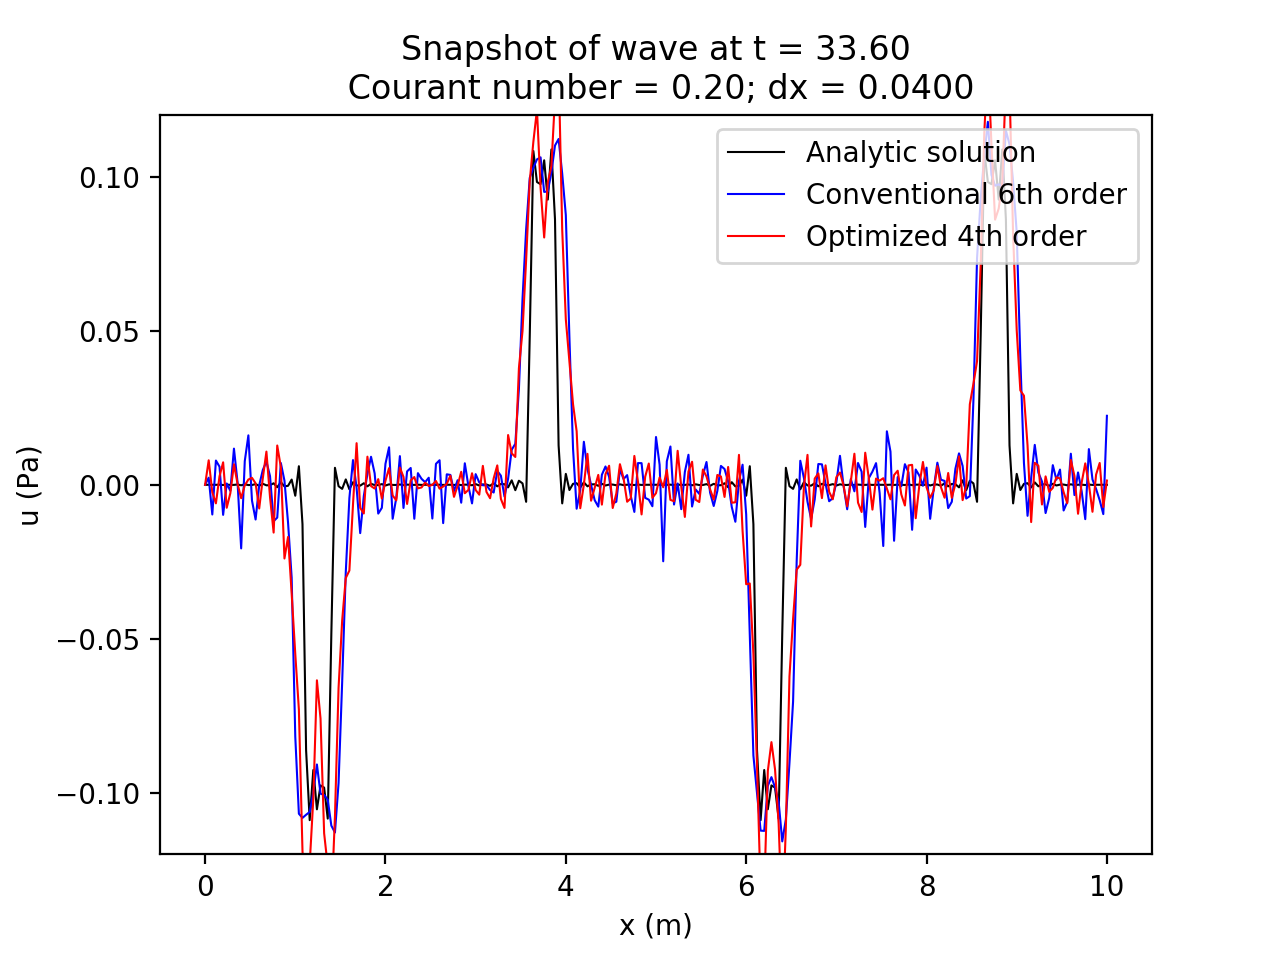 Snapshot of wave at t = 33.60
Courant number = 0.20; dx = 0.0400
Analytic solution
Conventional 6th order
Optimized 4th order
0.10
0.05
0.00
−0.05
−0.10
u (Pa)
0 2 4 6 8 10
x (m)